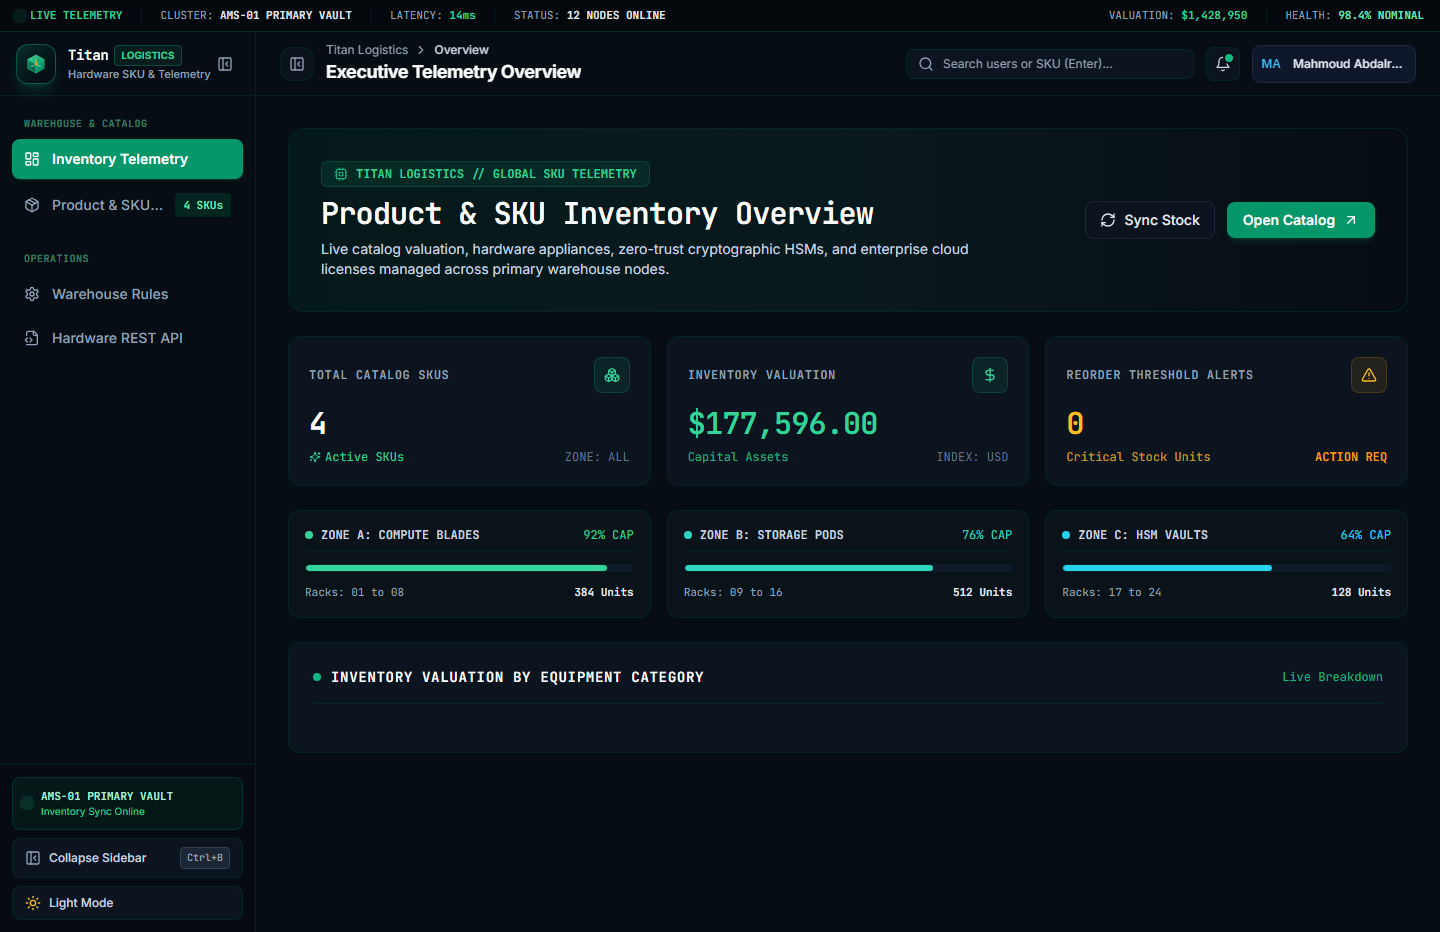 LIVE TELEMETRY CLUSTER: AMS-01 PRIMARY VAULT LATENCY: 14ms STATUS: 12 NODES ONLINE VALUATION: $1,428,950 HEALTH: 98.4% NOMINAL
Titan LOGISTICS
Hardware SKU & Telemetry
Titan Logistics > Overview
Executive Telemetry Overview
Search users or SKU (Enter)...
MA Mahmoud Abdalr...
WAREHOUSE & CATALOG
Inventory Telemetry
Product & SKU... 4 SKUs
OPERATIONS
Warehouse Rules
Hardware REST API
AMS-01 PRIMARY VAULT
Inventory Sync Online
Collapse Sidebar Ctrl+B
Light Mode
TITAN LOGISTICS // GLOBAL SKU TELEMETRY
Product & SKU Inventory Overview
Live catalog valuation, hardware appliances, zero-trust cryptographic HSMs, and enterprise cloud
licenses managed across primary warehouse nodes.
Sync Stock
Open Catalog
TOTAL CATALOG SKUS
4
Active SKUs ZONE: ALL
INVENTORY VALUATION
$177,596.00
Capital Assets INDEX: USD
REORDER THRESHOLD ALERTS
0
Critical Stock Units ACTION REQ
ZONE A: COMPUTE BLADES 92% CAP
Racks: 01 to 08 384 Units
ZONE B: STORAGE PODS 76% CAP
Racks: 09 to 16 512 Units
ZONE C: HSM VAULTS 64% CAP
Racks: 17 to 24 128 Units
INVENTORY VALUATION BY EQUIPMENT CATEGORY Live Breakdown